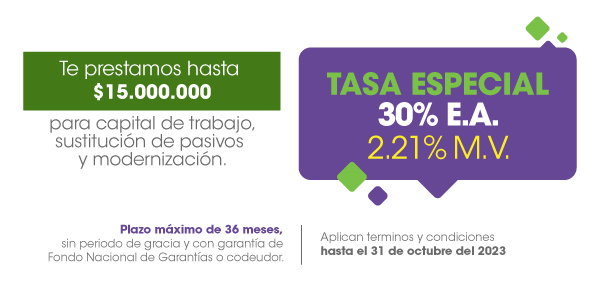 Te prestamos hasta
$15.000.000
para capital de trabajo,
sustitución de pasivos
y modernización.
TASA ESPECIAL
30% E.A.
2.21% M.V.
Plazo máximo de 36 meses,
sin periodo de gracia y con garantía de
Fondo Nacional de Garantías o codeudor.
Aplican terminos y condiciones
hasta el 31 de octubre del 2023